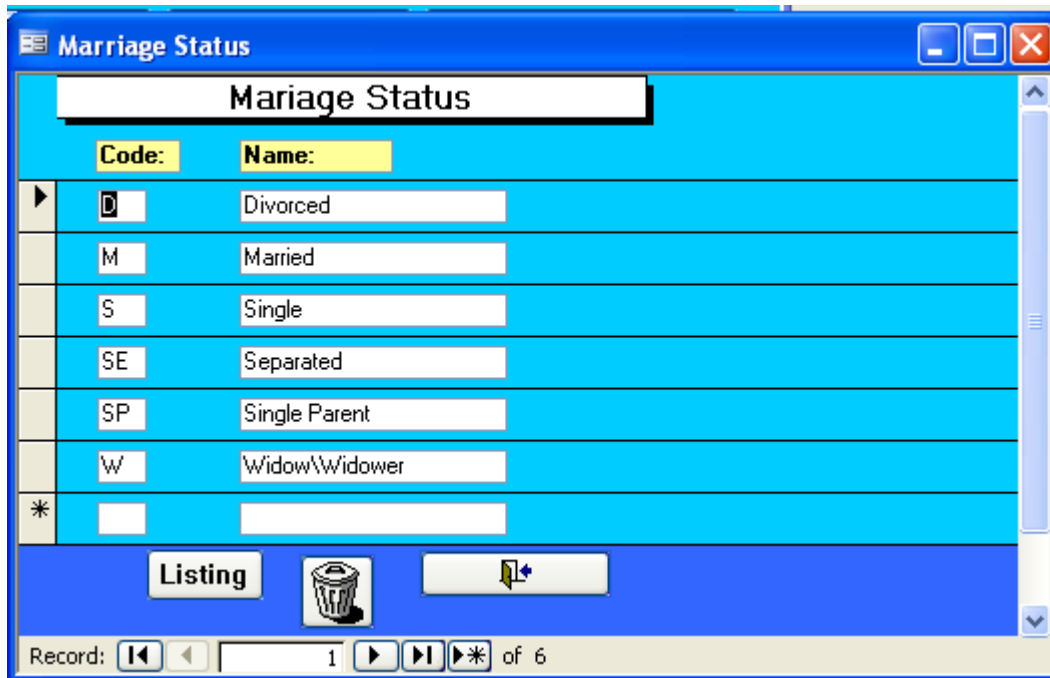 Marriage Status
Mariage Status
Code: Name:
D Divorced
M Married
S Single
SE Separated
SP Single Parent
W Widow\Widower
Listing
Record: 1 of 6